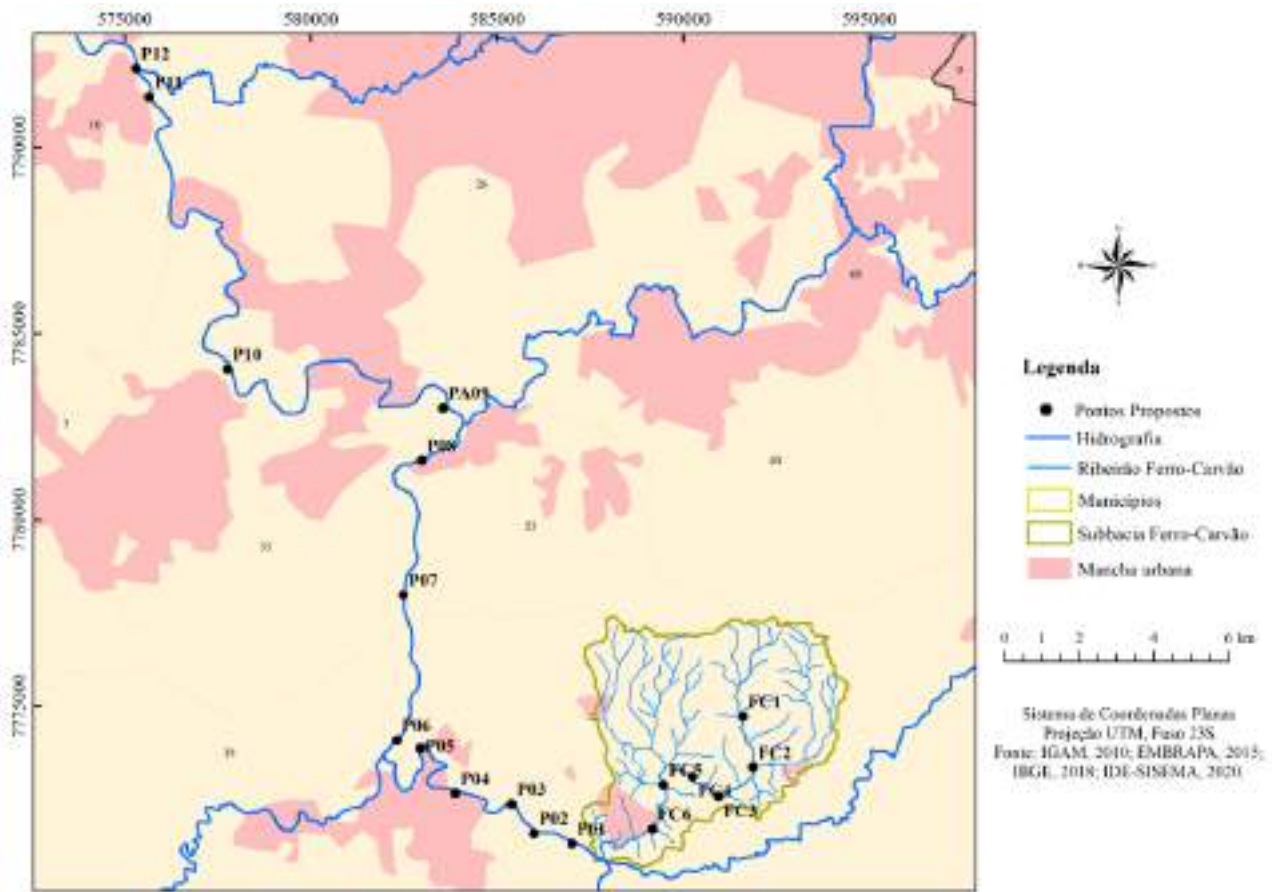 575000 580000 585000 590000 595000
7790000
7785000
7780000
7775000
P12
P11
P10
PA09
P08
P07
P06
P05
P04
P03
P02
P01
FC1
FC2
FC5
FC4
FC3
FC6
Legenda
Pontos Propostos
Hidrografia
Ribeirão Ferro-Carvão
Municípios
Subbacia Ferro-Carvão
Mancha urbana
0 1 2 4 6 km
Sistema de Coordenadas Planas
Projeção UTM, Fuso 23S
Fonte: IGAM, 2010; EMBRAPA, 2015;
IBGE, 2018; IDE-SISEMA, 2020